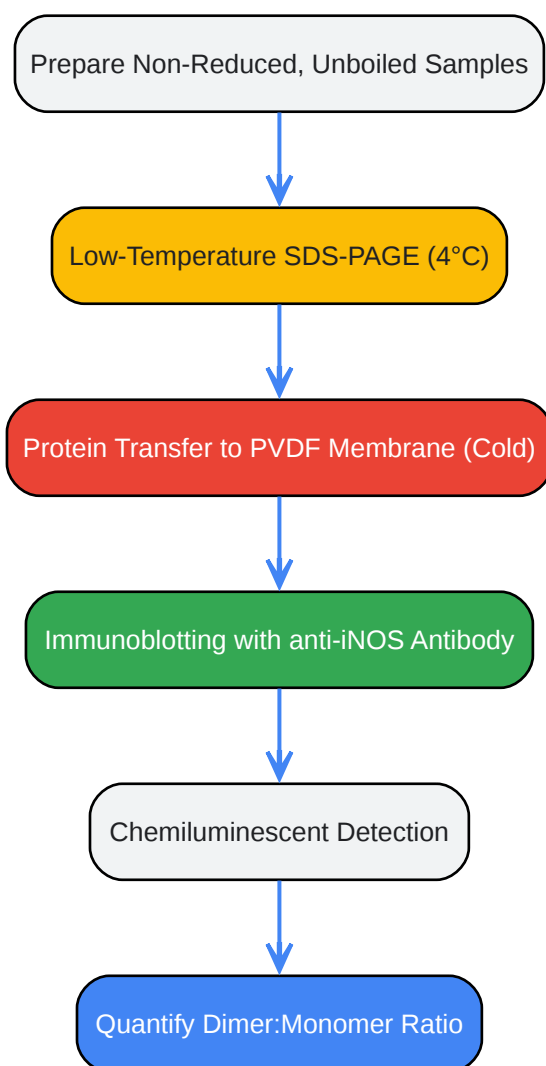 Prepare Non-Reduced, Unboiled Samples
Low-Temperature SDS-PAGE (4°C)
Protein Transfer to PVDF Membrane (Cold)
Immunoblotting with anti-iNOS Antibody
Chemiluminescent Detection
Quantify Dimer:Monomer Ratio